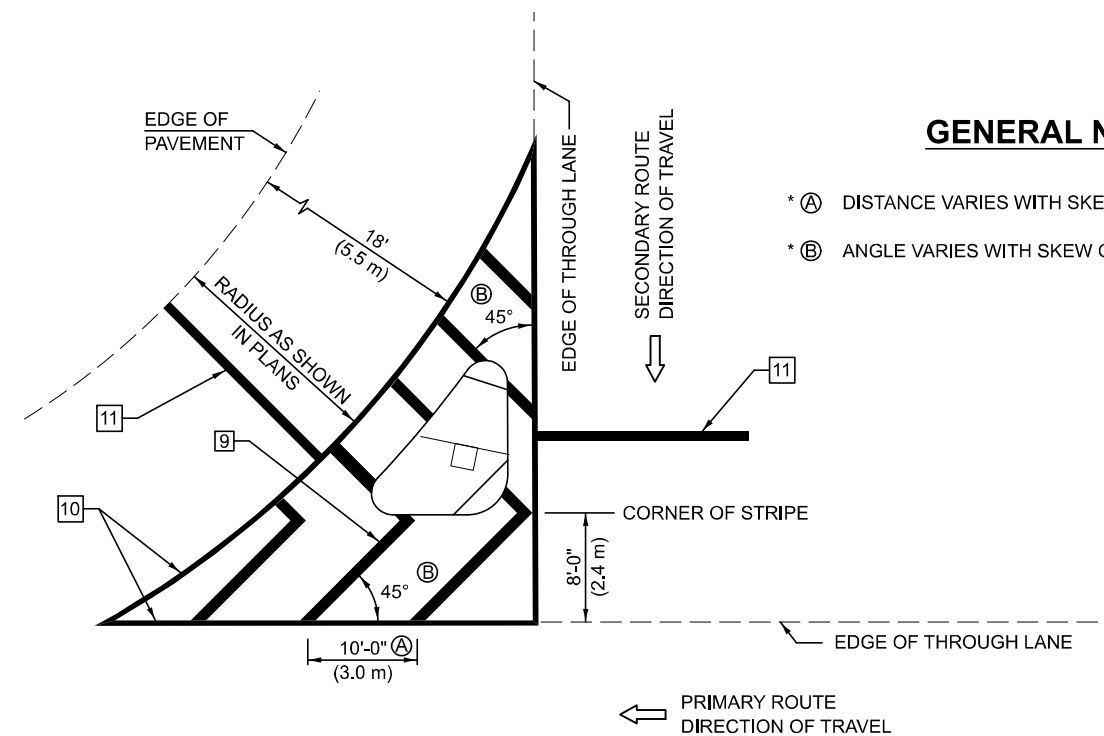 EDGE OF
PAVEMENT
18'
(5.5 m)
RADIUS AS SHOWN
IN PLANS
EDGE OF THROUGH LANE
SECONDARY ROUTE
DIRECTION OF TRAVEL
GENERAL N
* Ⓐ DISTANCE VARIES WITH SKE
* Ⓑ ANGLE VARIES WITH SKEW
Ⓑ
45°
11
11
9
10
CORNER OF STRIPE
8'-0"
(2.4 m)
Ⓑ
45°
10'-0" Ⓐ
(3.0 m)
EDGE OF THROUGH LANE
PRIMARY ROUTE
DIRECTION OF TRAVEL